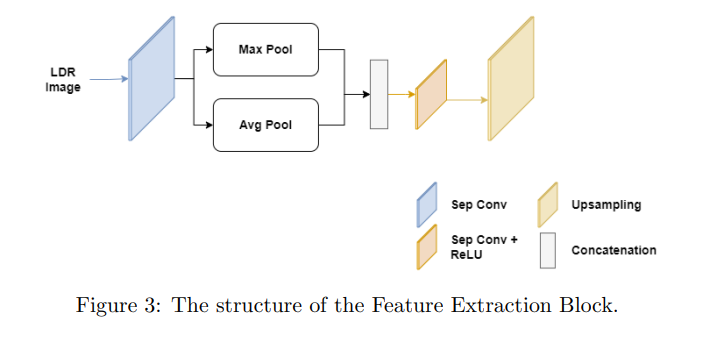 LDR
Image
Max Pool
Avg Pool
Sep Conv
Upsampling
Sep Conv +
ReLU
Concatenation
Figure 3: The structure of the Feature Extraction Block.